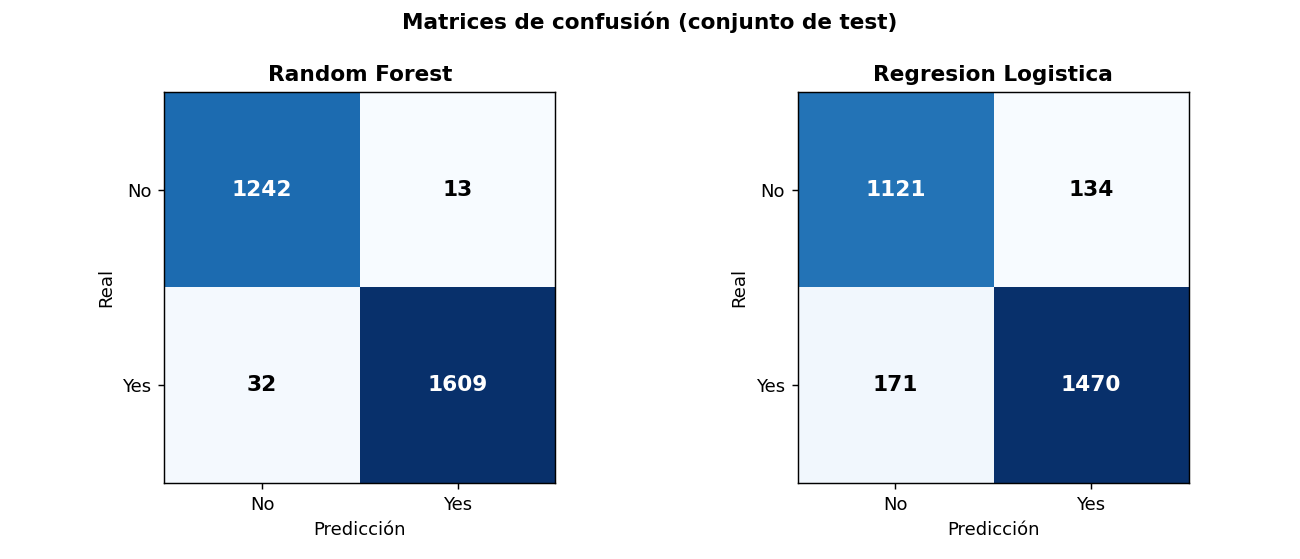 Matrices de confusión (conjunto de test)
Random Forest
No
1242
13
Real
Yes
32
1609
No
Yes
Predicción
Regresion Logistica
No
1121
134
Real
Yes
171
1470
No
Yes
Predicción